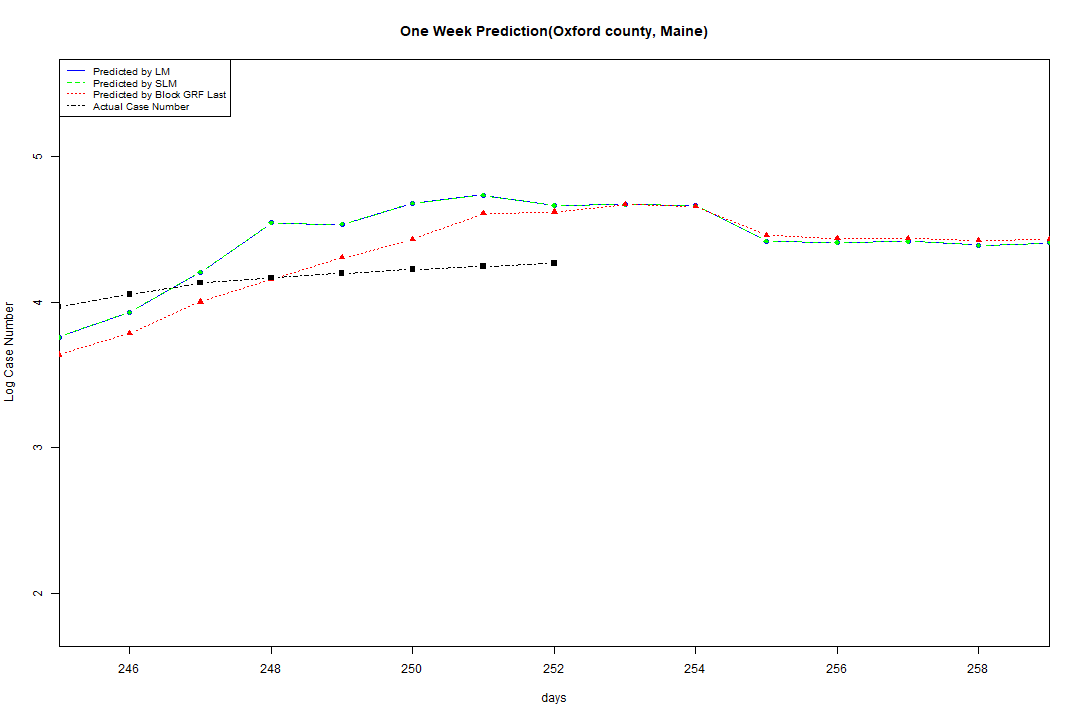 One Week Prediction(Oxford county, Maine)
Predicted by LM
Predicted by SLM
Predicted by Block GRF Last
Actual Case Number
5
4
3
2
Log Case Number
246 248 250 252 254 256 258
days